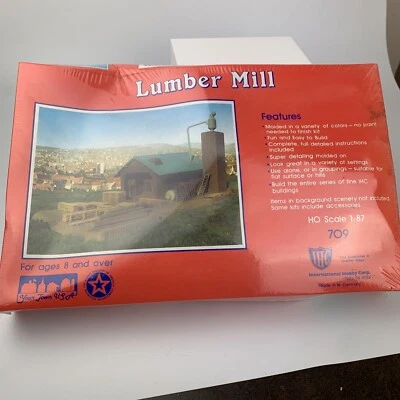 Lumber Mill
Features
• Molded in a variety of colors – no paint
needed to finish kit
• Fun and Easy to Build
• Complete, full detailed instructions
included
• Super detailing molded on
• Look great in a variety of settings
• Use alone, or in groupings – suitable for
flat surface or hills
• Build the entire series of fine IHC
buildings
Items in background scenery not included
Some kits include accessories
HO Scale 1:87
709
For ages 8 and over
Your Town U.S.A.
IHC
International Hobby Corp.
Made in W. Germany